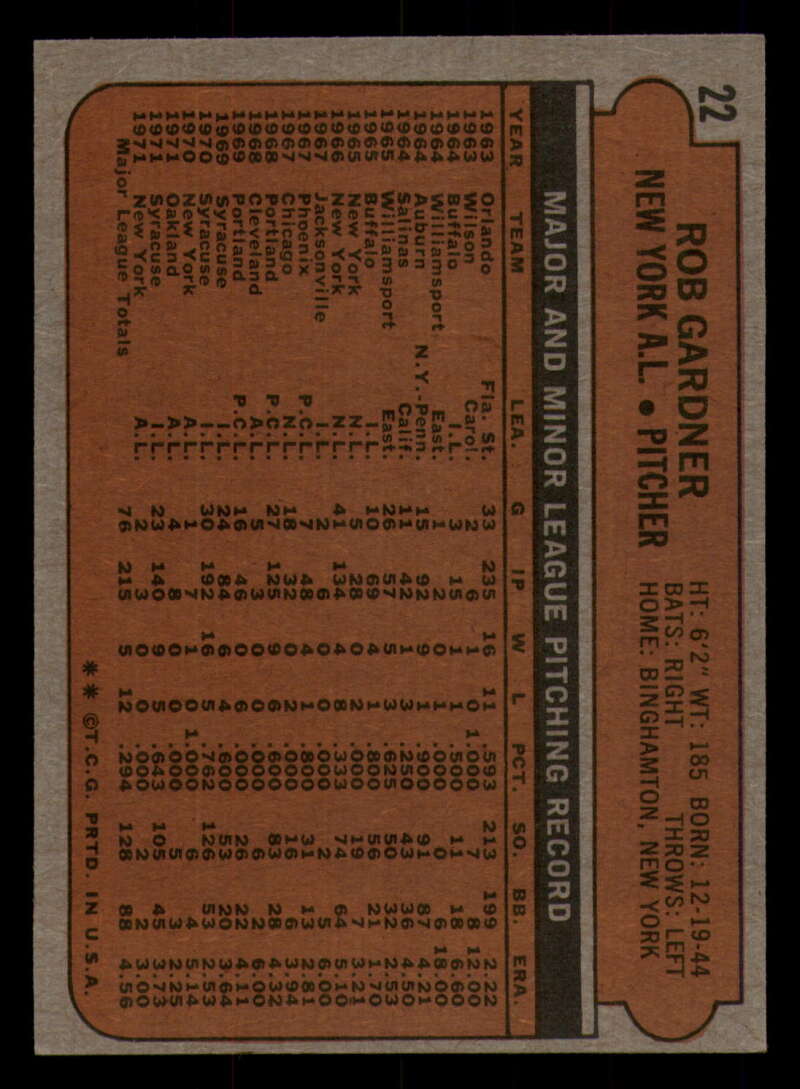 22
ROB GARDNER
NEW YORK A.L. • PITCHER
HT: 6'2" WT: 185 BORN: 12-19-44
BATS: RIGHT THROWS: LEFT
HOME: BINGHAMTON, NEW YORK
MAJOR AND MINOR LEAGUE PITCHING RECORD
YEAR TEAM LEA. G IP W L PCT. SO. BB. ERA.
1963 Orlando Fla. St. 33 235 16 11 .593 213 199 2.22
1963 Wilson Carol. 2 6 1 0 1.000 7 8 12.00
1964 Buffalo I.L. 3 15 1 1 .500 11 18 6.60
1964 Williamsport East. 1 2 0 1 .000 0 6 18.00
1964 Auburn N.Y.-Penn. 15 92 9 1 .900 91 87 4.21
1964 Salinas Calif. 11 42 1 3 .250 43 36 4.50
1965 Williamsport East. 26 57 5 3 .625 50 32 2.53
1965 Buffalo I.L. 10 69 4 1 .800 56 21 1.70
1965 New York N.L. 5 28 0 2 .000 19 7 3.21
1966 New York N.L. 41 134 4 8 .333 74 64 5.10
1967 Jacksonville I.L. 2 6 0 0 .000 2 5 6.00
1967 Phoenix P.C.L. 7 48 4 1 .800 31 13 2.81
1967 Chicago N.L. 18 32 0 2 .000 16 6 3.94
1968 Portland P.C.L. 27 125 9 6 .600 83 28 4.32
1968 Cleveland A.L. 5 3 0 0 .000 6 2 6.00
1969 Portland P.C.L. 16 46 0 6 .000 26 22 4.11
1969 Syracuse I.L. 24 84 6 4 .600 53 20 3.64
1970 Syracuse I.L. 30 192 16 5 .762 126 53 2.53
1970 New York A.L. 1 7 1 0 1.000 6 4 5.14
1971 Oakland A.L. 4 8 0 0 .000 5 3 2.25
1971 Syracuse I.L. 23 140 9 5 .643 105 45 3.73
1971 New York A.L. 2 3 0 0 .000 2 2 3.00
Major League Totals 76 215 5 12 .294 128 88 4.56
** ©T.C.G. PRTD. IN U.S.A.